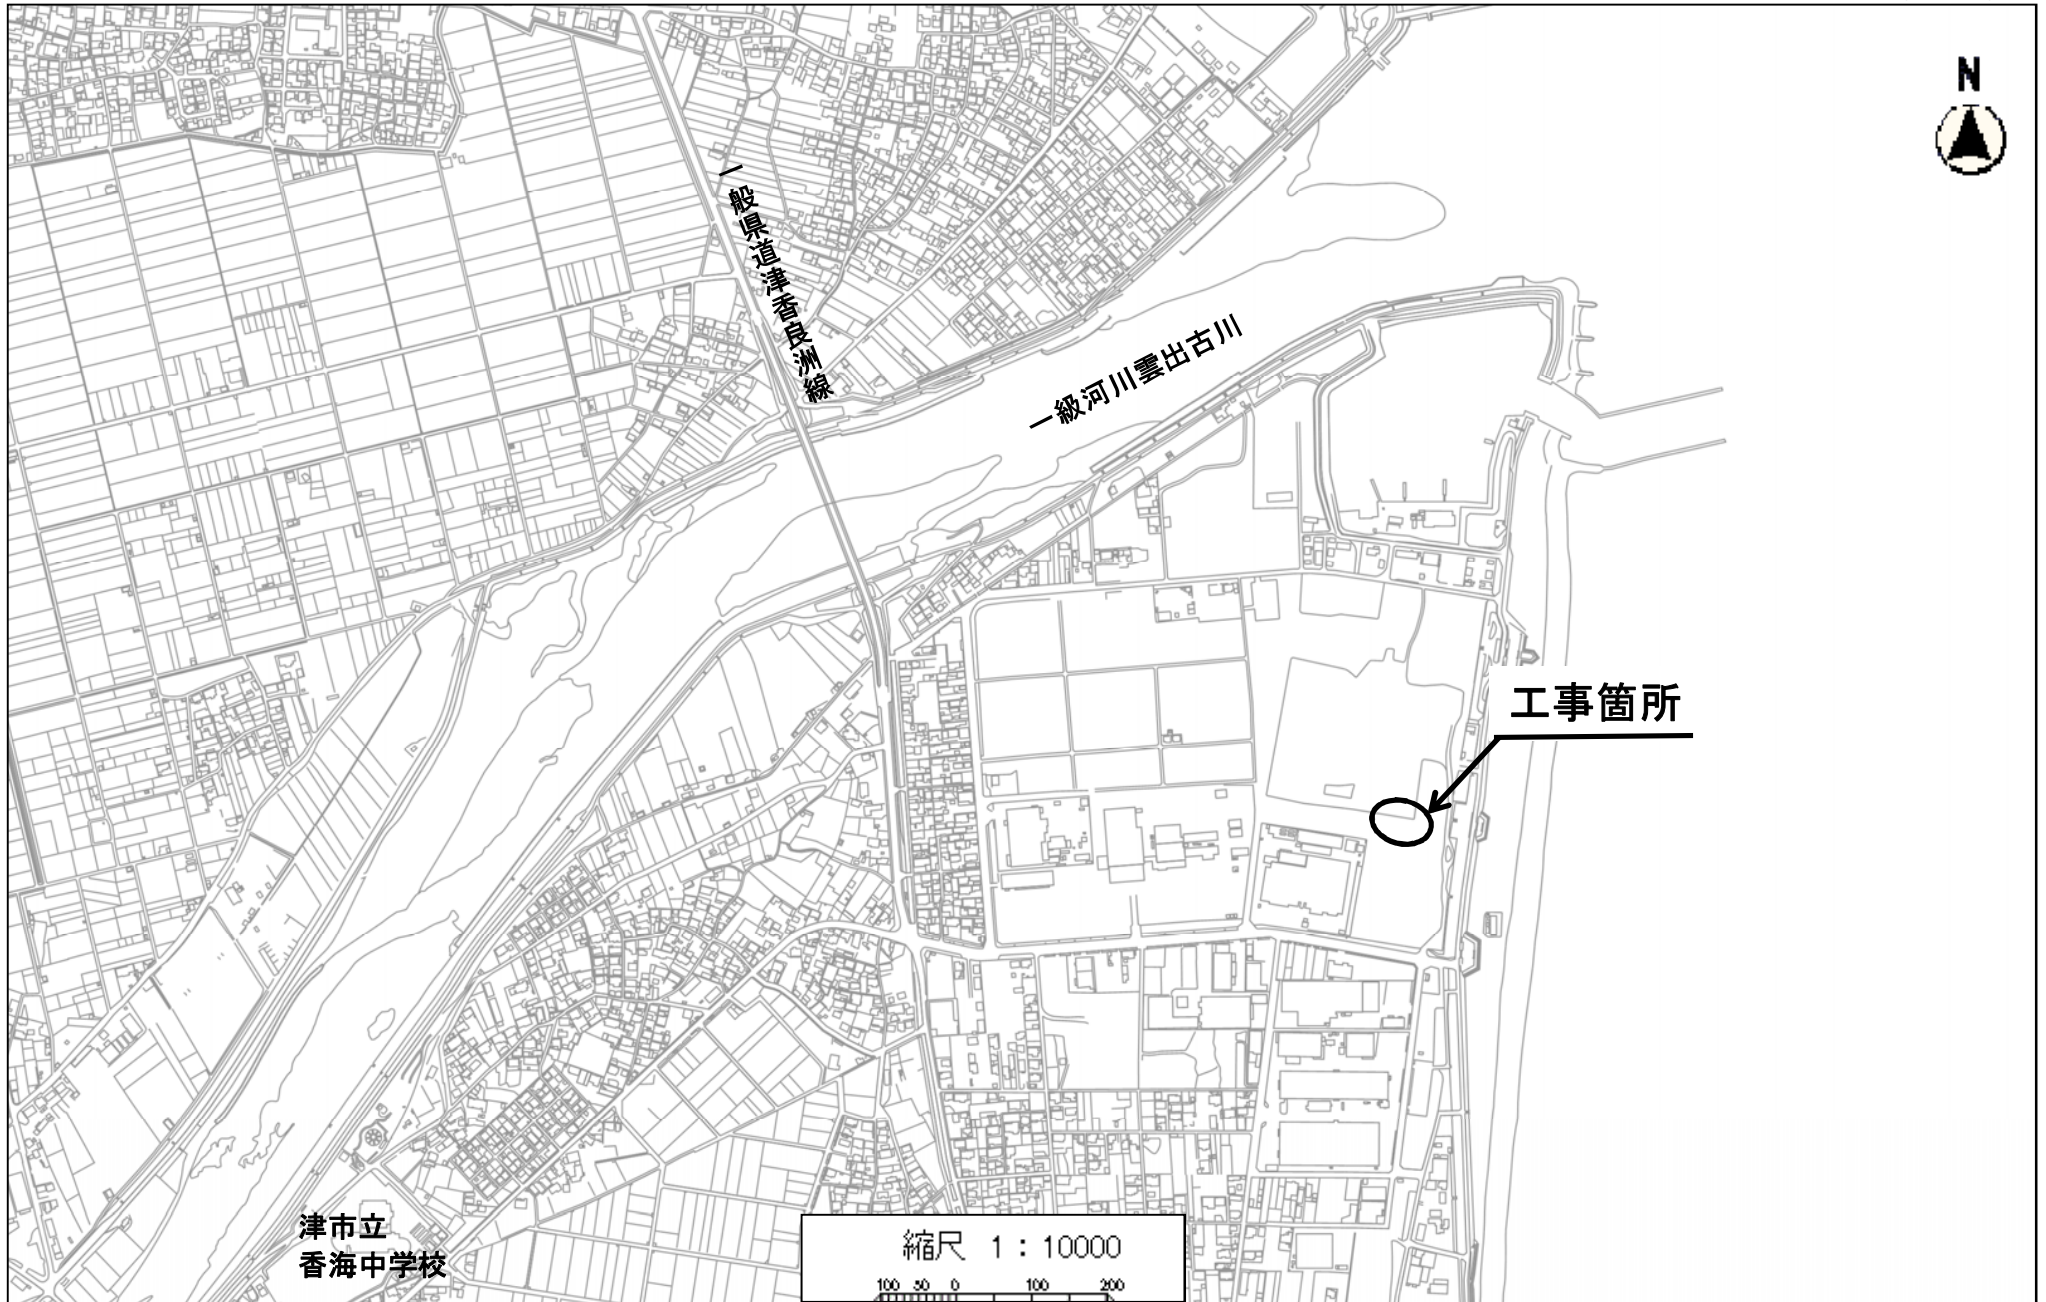 N
一般県道津香良洲線
一級河川雲出古川
工事箇所
津市立
香海中学校
縮尺 1:10000
100 50 0 100 200